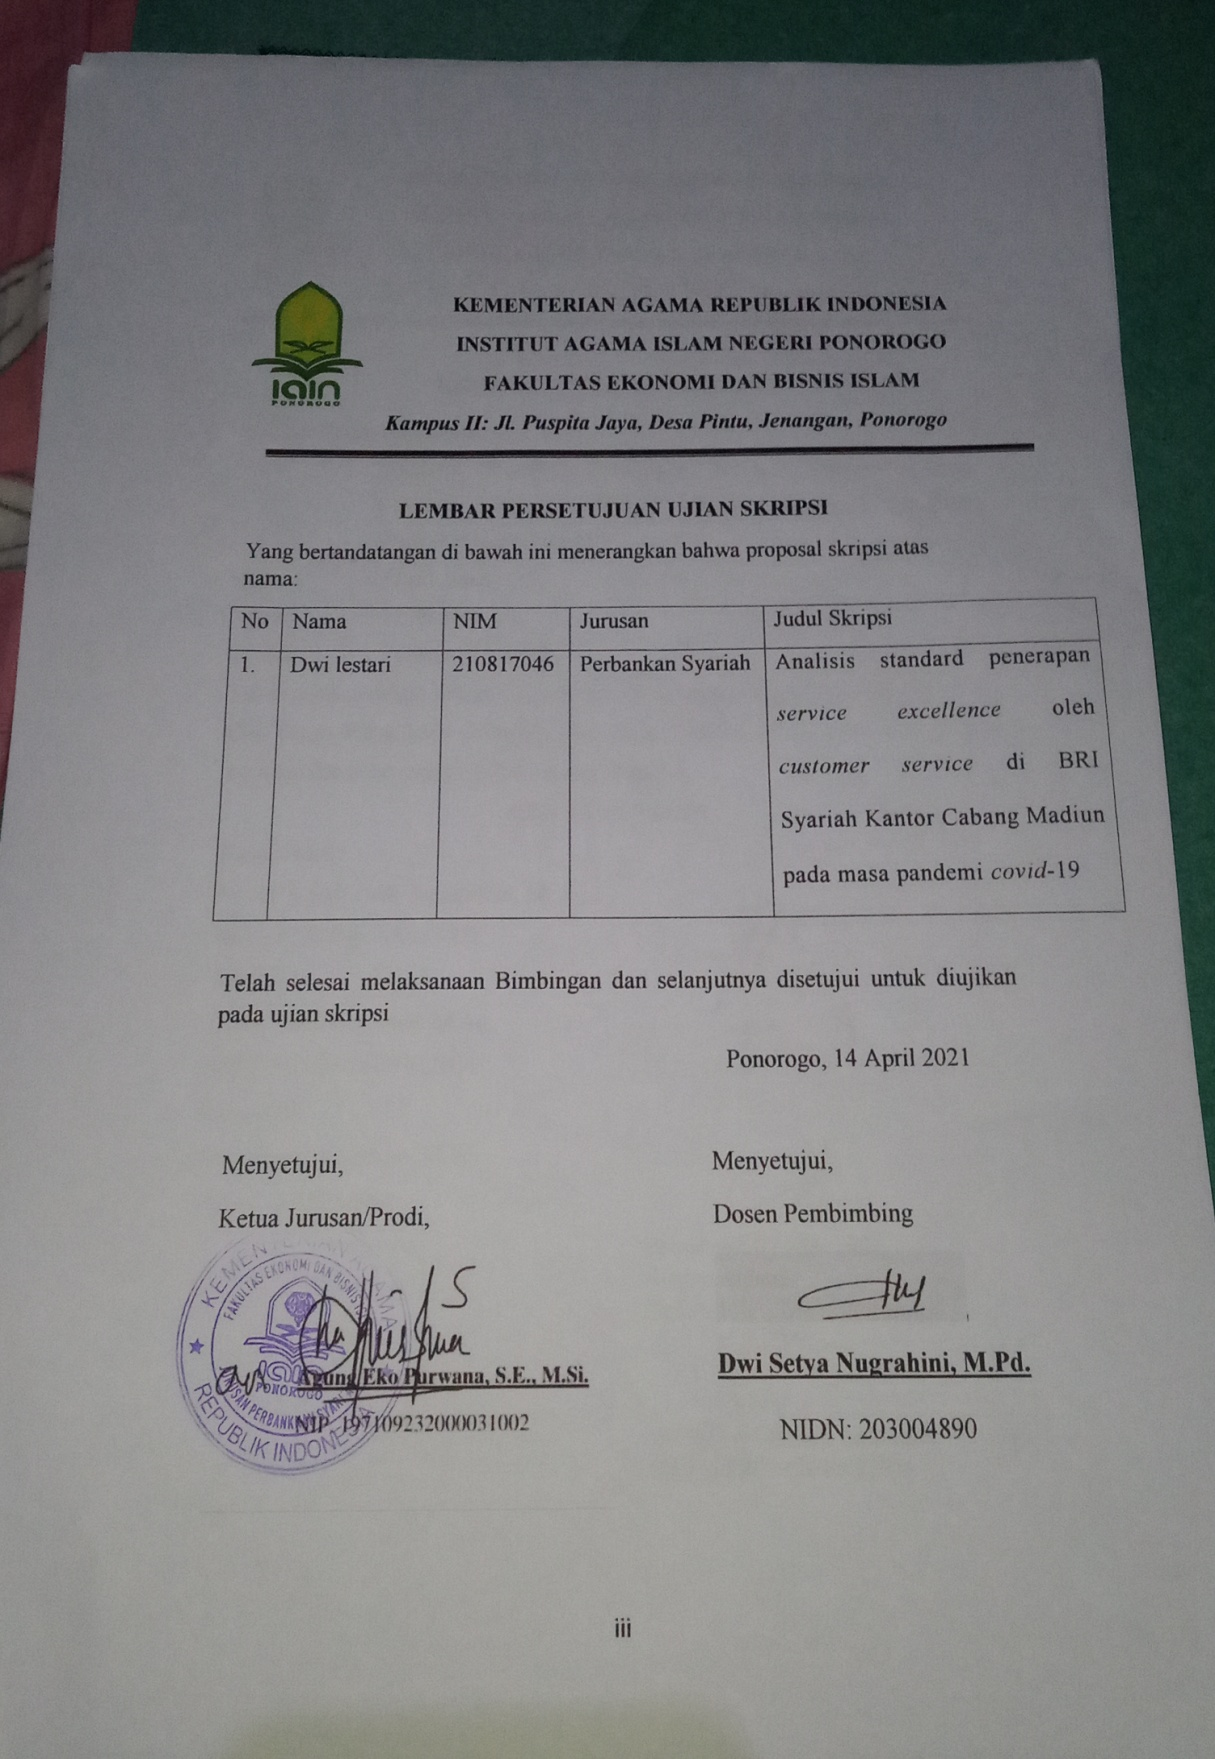 iain
PONOROGO
KEMENTERIAN AGAMA REPUBLIK INDONESIA
INSTITUT AGAMA ISLAM NEGERI PONOROGO
FAKULTAS EKONOMI DAN BISNIS ISLAM
Kampus II: Jl. Puspita Jaya, Desa Pintu, Jenangan, Ponorogo
LEMBAR PERSETUJUAN UJIAN SKRIPSI
Yang bertandatangan di bawah ini menerangkan bahwa proposal skripsi atas
nama:
No Nama NIM Jurusan Judul Skripsi
1. Dwi lestari 210817046 Perbankan Syariah Analisis standard penerapan
service excellence oleh
customer service di BRI
Syariah Kantor Cabang Madiun
pada masa pandemi covid-19
Telah selesai melaksanaan Bimbingan dan selanjutnya disetujui untuk diujikan
pada ujian skripsi
Ponorogo, 14 April 2021
Menyetujui, Menyetujui,
Ketua Jurusan/Prodi, Dosen Pembimbing
FAKULTAS EKONOMI DAN BISNIS
iain
PONOROGO
REPUBLIK INDONESIA
Agung Eko Purwana, S.E., M.Si. Dwi Setya Nugrahini, M.Pd.
NIP 197109232000031002 NIDN: 203004890
iii